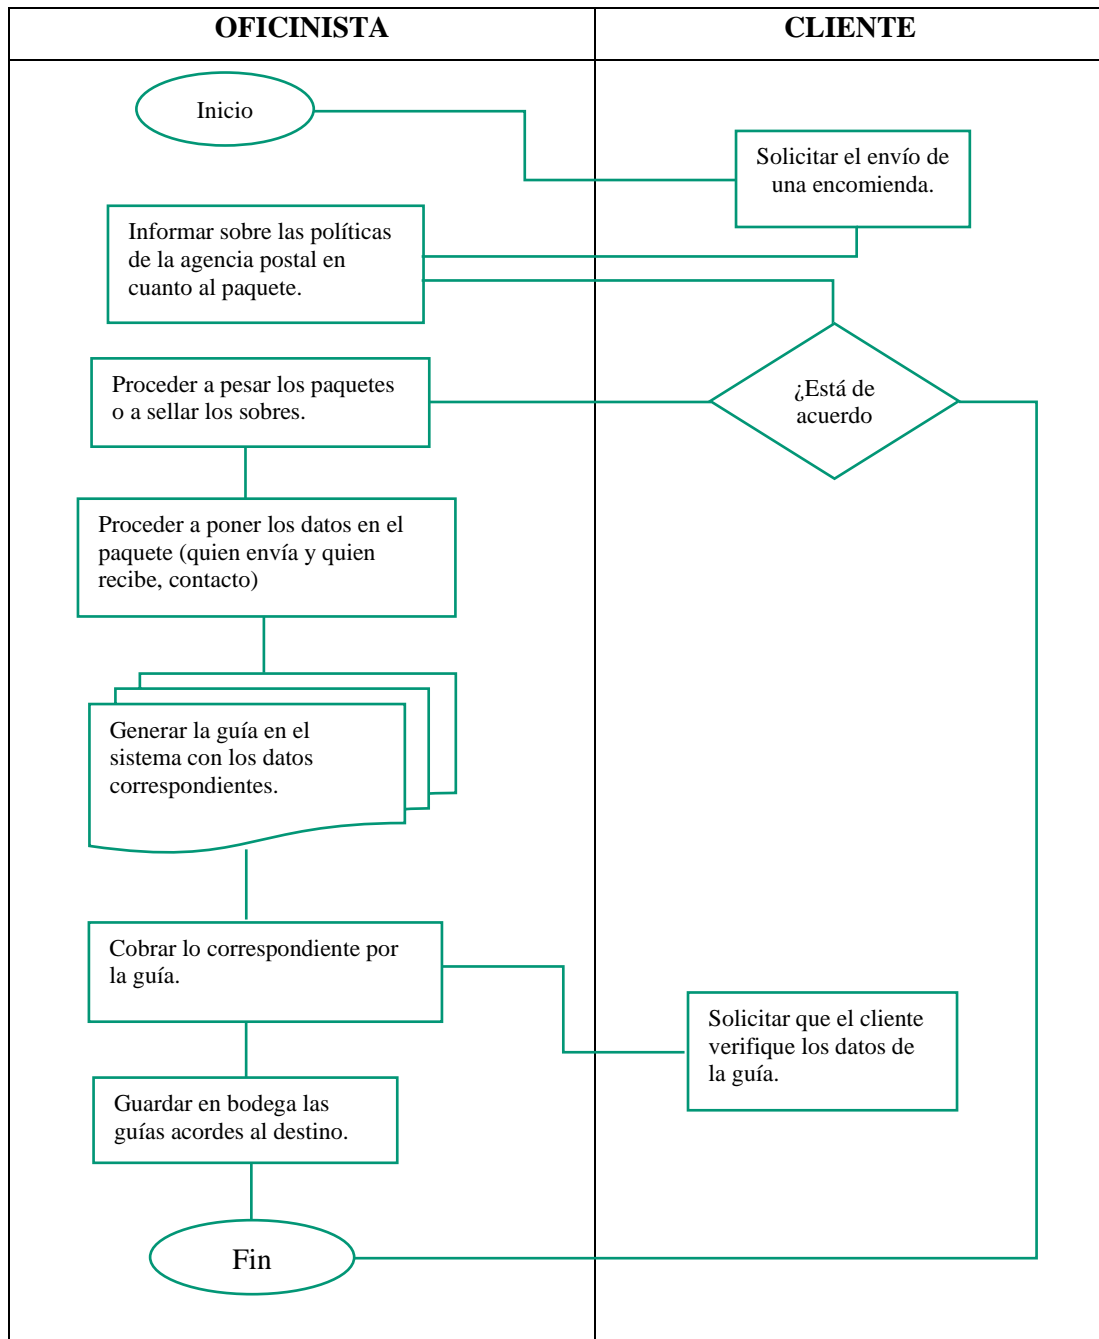 OFICINISTA
CLIENTE
Inicio
Solicitar el envío de
una encomienda.
Informar sobre las políticas
de la agencia postal en
cuanto al paquete.
¿Está de
acuerdo
Proceder a pesar los paquetes
o a sellar los sobres.
Proceder a poner los datos en el
paquete (quien envía y quien
recibe, contacto)
Generar la guía en el
sistema con los datos
correspondientes.
Cobrar lo correspondiente por
la guía.
Solicitar que el cliente
verifique los datos de
la guía.
Guardar en bodega las
guías acordes al destino.
Fin